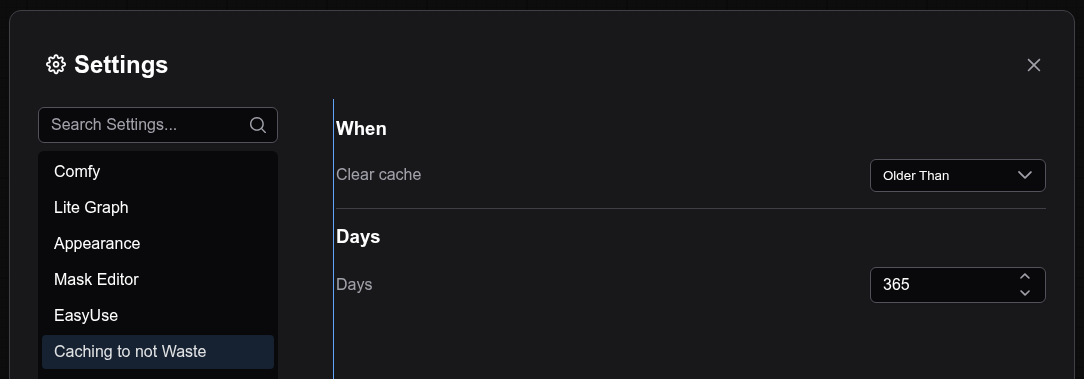 Settings
Search Settings...
Comfy
Lite Graph
Appearance
Mask Editor
EasyUse
Caching to not Waste
When
Clear cache
Older Than
Days
Days
365